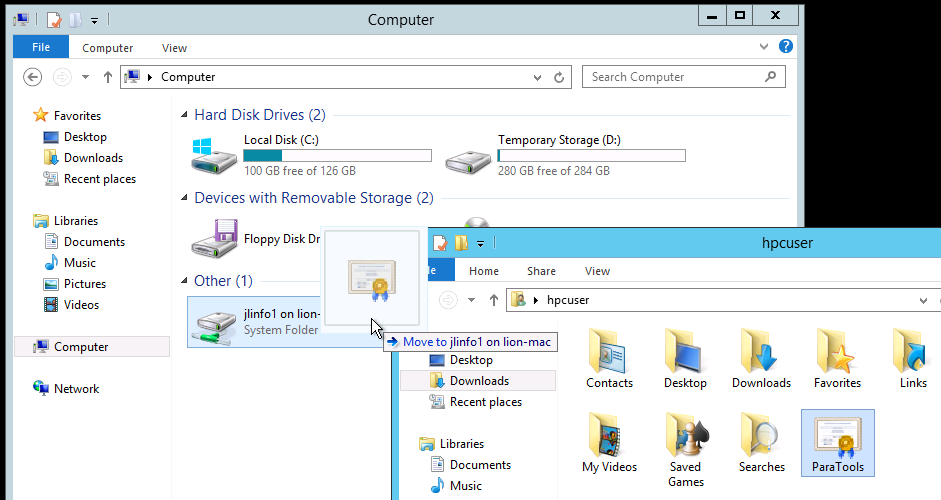 Computer
File
Computer
View
Computer
Search Computer
Favorites
Desktop
Downloads
Recent places
Libraries
Documents
Music
Pictures
Videos
Computer
Network
Hard Disk Drives (2)
Local Disk (C:)
100 GB free of 126 GB
Temporary Storage (D:)
280 GB free of 284 GB
Devices with Removable Storage (2)
Floppy Disk Dr
Other (1)
jlinfo1 on lion-
System Folder
Move to jlinfo1 on lion-mac
hpcuser
Home
Share
View
hpcuser
Desktop
Downloads
Recent places
Libraries
Documents
Music
Contacts
Desktop
Downloads
Favorites
Links
My Videos
Saved
Games
Searches
ParaTools